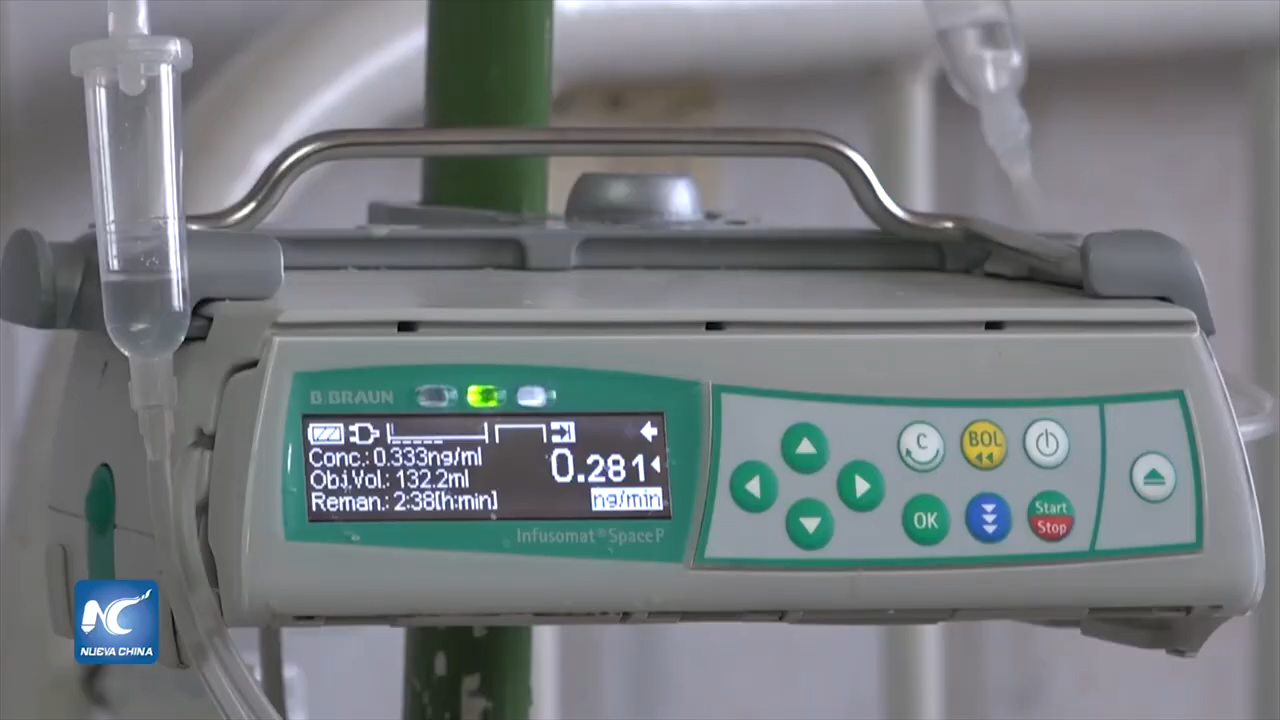 B|BRAUN
Conc.: 0.333ng/ml
Obj.Vol.: 132.2ml
Reman.: 2:38[h:min]
0.281
ng/min
Infusomat® Space P
C
BOL
OK
Start
Stop
NC
NUEVA CHINA